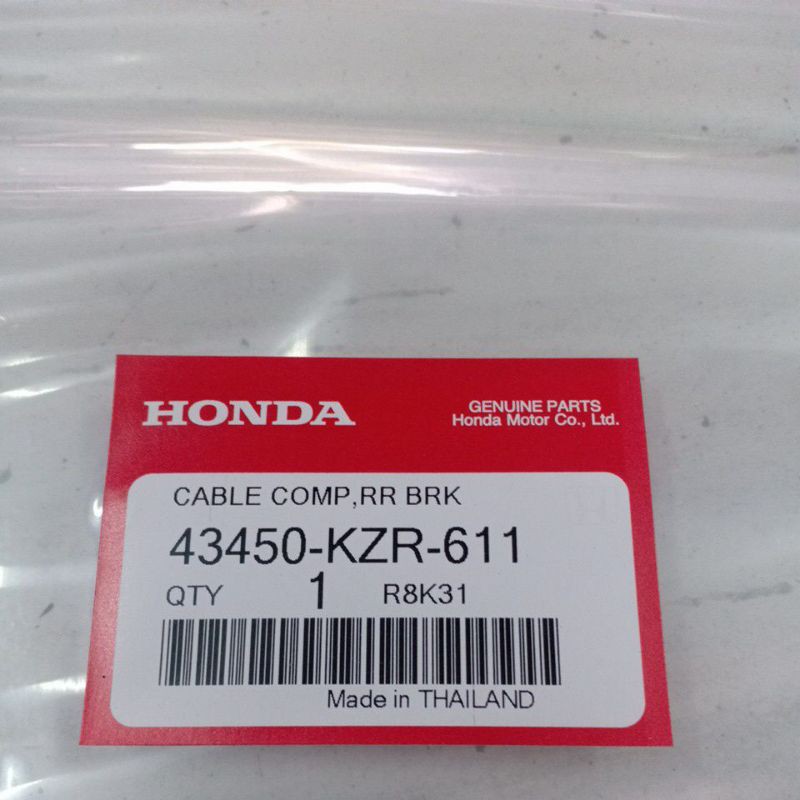 HONDA
GENUINE PARTS
Honda Motor Co., Ltd.
CABLE COMP,RR BRK
43450-KZR-611
QTY 1 R8K31
Made in THAILAND